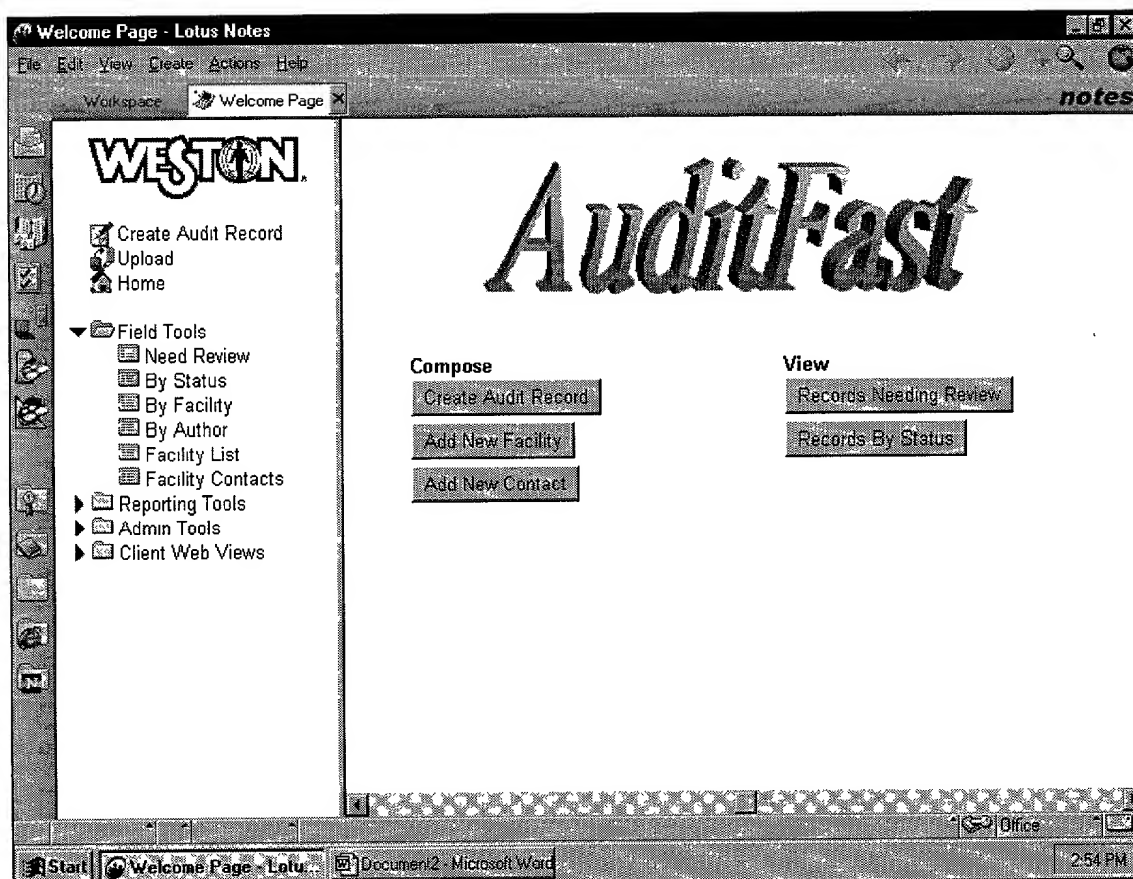 Welcome Page - Lotus Notes
File Edit View Create Actions Help
Workspace
Welcome Page
notes
WESTON.
Create Audit Record
Upload
Home
Field Tools
Need Review
By Status
By Facility
By Author
Facility List
Facility Contacts
Reporting Tools
Admin Tools
Client Web Views
AuditFast
Compose
Create Audit Record
Add New Facility
Add New Contact
View
Records Needing Review
Records By Status
Office
Start
Welcome Page - Lotu...
Document2 - Microsoft Word
2:54 PM